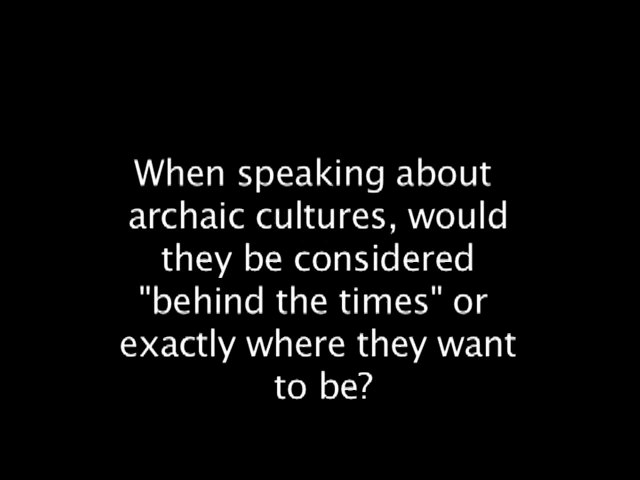 When speaking about
archaic cultures, would
they be considered
"behind the times" or
exactly where they want
to be?